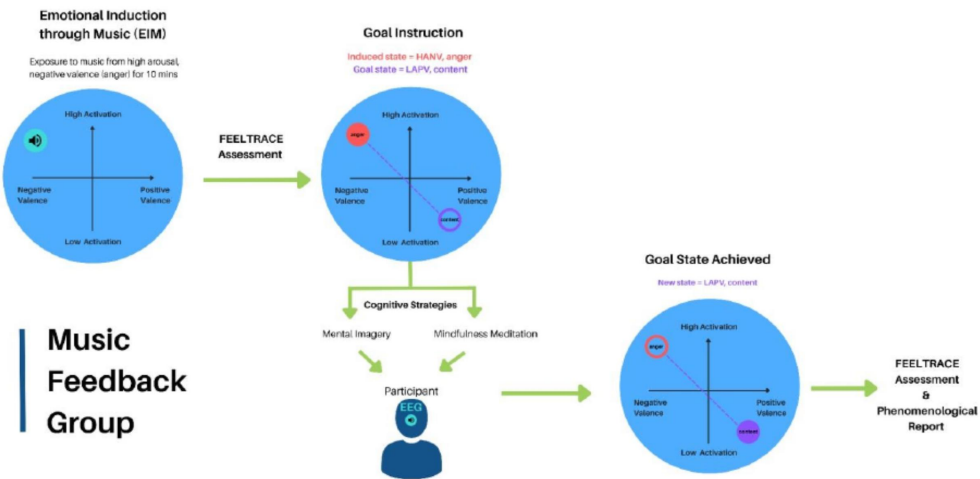 Emotional Induction
through Music (EIM)
Exposure to music from high arousal,
negative valence (anger) for 10 mins
High Activation
Negative
Valence
Positive
Valence
Low Activation
FEELTRACE
Assessment
Goal Instruction
Induced state = HANV, anger
Goal state = LAPV, content
High Activation
anger
Negative
Valence
Positive
Valence
content
Low Activation
Cognitive Strategies
Mental Imagery
Mindfulness Meditation
Participant
EEG
Music
Feedback
Group
Goal State Achieved
New state = LAPV, content
High Activation
anger
Negative
Valence
Positive
Valence
content
Low Activation
FEELTRACE
Assessment
&
Phenomenological
Report